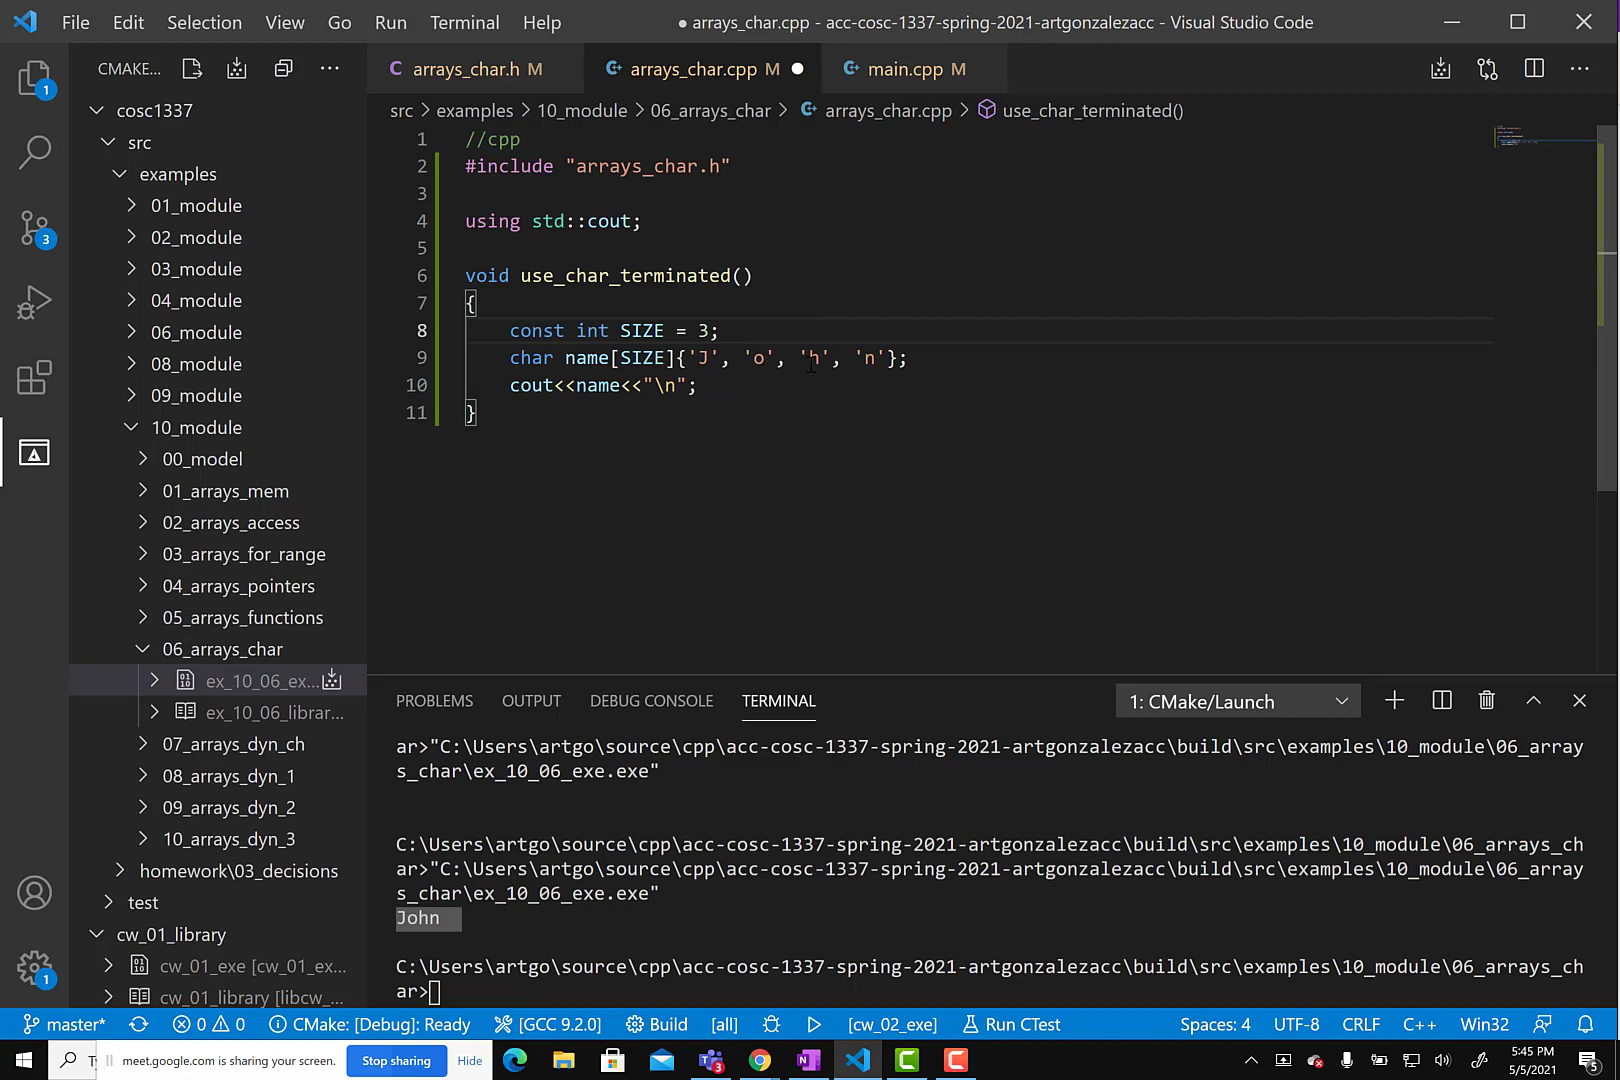 File Edit Selection View Go Run Terminal Help
● arrays_char.cpp - acc-cosc-1337-spring-2021-artgonzalezacc - Visual Studio Code
CMAKE...
arrays_char.h M
arrays_char.cpp M
main.cpp M
src > examples > 10_module > 06_arrays_char > arrays_char.cpp > use_char_terminated()
1
cosc1337
src
examples
01_module
02_module
3
03_module
04_module
06_module
08_module
09_module
10_module
00_model
01_arrays_mem
02_arrays_access
03_arrays_for_range
04_arrays_pointers
05_arrays_functions
06_arrays_char
ex_10_06_ex...
ex_10_06_librar...
07_arrays_dyn_ch
08_arrays_dyn_1
09_arrays_dyn_2
10_arrays_dyn_3
homework\03_decisions
test
cw_01_library
cw_01_exe [cw_01_ex...
cw_01_library [libcw_...
1
1 //cpp
2 #include "arrays_char.h"
3
4 using std::cout;
5
6 void use_char_terminated()
7 {
8 const int SIZE = 3;
9 char name[SIZE]{'J', 'o', 'h', 'n'};
10 cout<<name<<"\n";
11 }
PROBLEMS OUTPUT DEBUG CONSOLE TERMINAL
1: CMake/Launch
ar>"C:\Users\artgo\source\cpp\acc-cosc-1337-spring-2021-artgonzalezacc\build\src\examples\10_module\06_array
s_char\ex_10_06_exe.exe"
C:\Users\artgo\source\cpp\acc-cosc-1337-spring-2021-artgonzalezacc\build\src\examples\10_module\06_arrays_ch
ar>"C:\Users\artgo\source\cpp\acc-cosc-1337-spring-2021-artgonzalezacc\build\src\examples\10_module\06_array
s_char\ex_10_06_exe.exe"
John
C:\Users\artgo\source\cpp\acc-cosc-1337-spring-2021-artgonzalezacc\build\src\examples\10_module\06_arrays_ch
ar>
master* 0 0 CMake: [Debug]: Ready [GCC 9.2.0] Build [all] [cw_02_exe] Run CTest Spaces: 4 UTF-8 CRLF C++ Win32
meet.google.com is sharing your screen. Stop sharing Hide
3
5:45 PM
5/5/2021
5